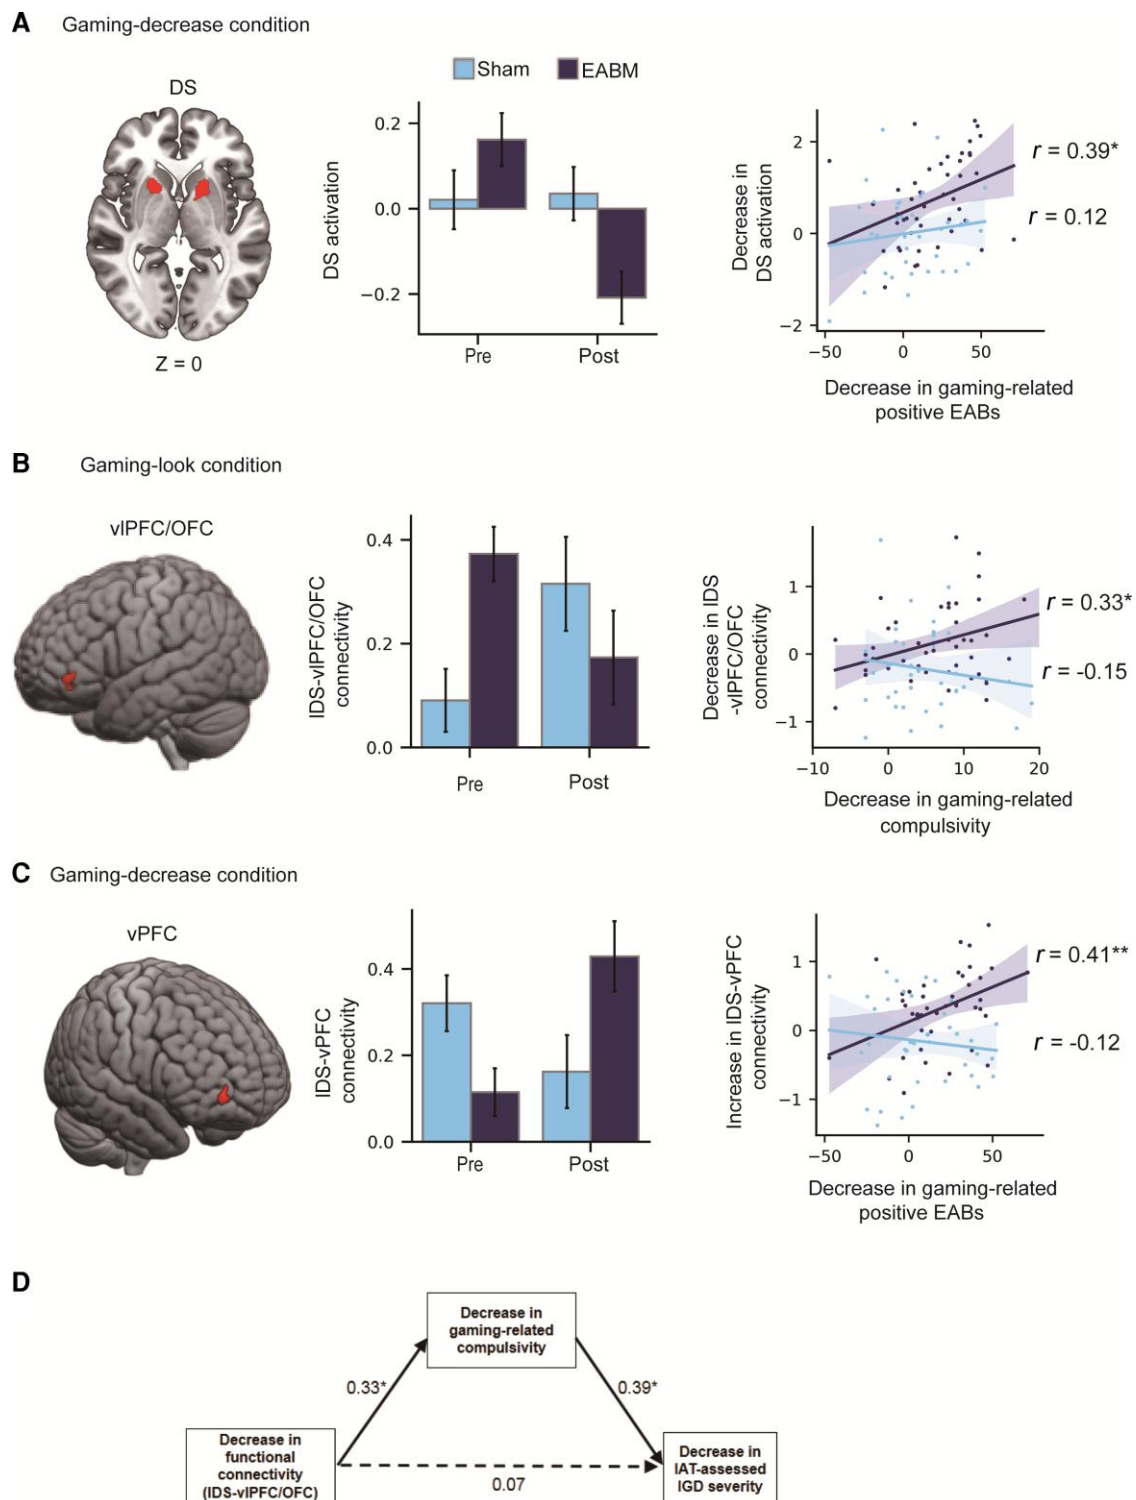 A Gaming-decrease condition
DS
Z = 0
Sham EABM
DS activation
0.2
0.0
−0.2
Pre Post
Decrease in
DS activation
2
0
−2
−50 0 50
r = 0.39*
r = 0.12
Decrease in gaming-related
positive EABs
B Gaming-look condition
vlPFC/OFC
lDS-vlPFC/OFC
connectivity
0.4
0.2
0.0
Pre Post
Decrease in lDS
-vlPFC/OFC
connectivity
1
0
−1
−10 0 10 20
r = 0.33*
r = -0.15
Decrease in gaming-related
compulsivity
C Gaming-decrease condition
vPFC
lDS-vPFC
connectivity
0.4
0.2
0.0
Pre Post
Increase in lDS-vPFC
connectivity
1
0
−1
−50 0 50
r = 0.41**
r = -0.12
Decrease in gaming-related
positive EABs
D
Decrease in
gaming-related
compulsivity
0.33*
0.39*
Decrease in
functional
connectivity
(lDS-vlPFC/OFC)
0.07
Decrease in
IAT-assessed
IGD severity